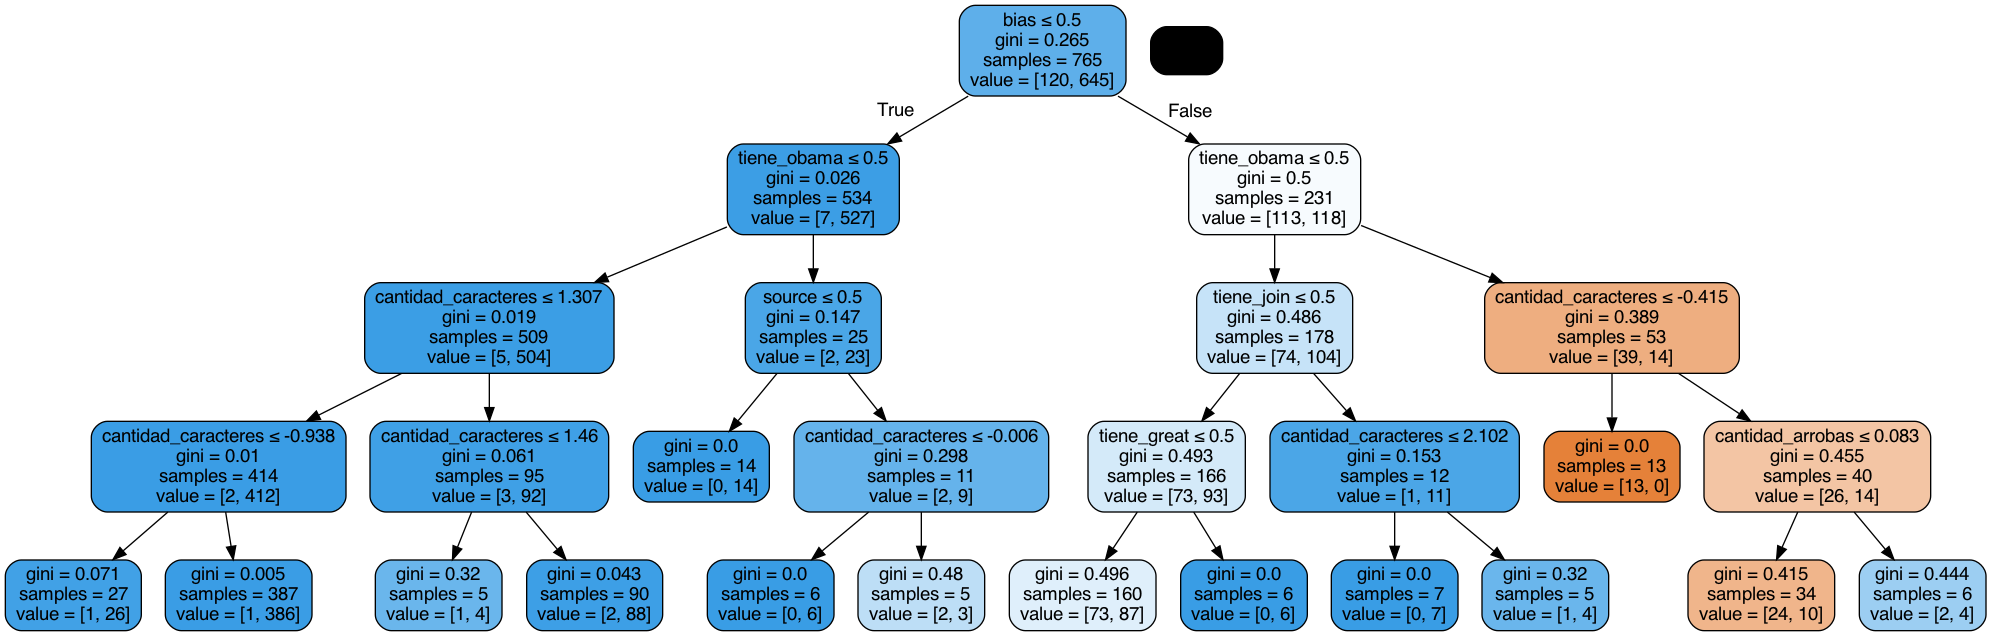 bias ≤ 0.5
gini = 0.265
samples = 765
value = [120, 645]
True
False
tiene_obama ≤ 0.5
gini = 0.026
samples = 534
value = [7, 527]
tiene_obama ≤ 0.5
gini = 0.5
samples = 231
value = [113, 118]
cantidad_caracteres ≤ 1.307
gini = 0.019
samples = 509
value = [5, 504]
source ≤ 0.5
gini = 0.147
samples = 25
value = [2, 23]
tiene_join ≤ 0.5
gini = 0.486
samples = 178
value = [74, 104]
cantidad_caracteres ≤ -0.415
gini = 0.389
samples = 53
value = [39, 14]
cantidad_caracteres ≤ -0.938
gini = 0.01
samples = 414
value = [2, 412]
cantidad_caracteres ≤ 1.46
gini = 0.061
samples = 95
value = [3, 92]
gini = 0.0
samples = 14
value = [0, 14]
cantidad_caracteres ≤ -0.006
gini = 0.298
samples = 11
value = [2, 9]
tiene_great ≤ 0.5
gini = 0.493
samples = 166
value = [73, 93]
cantidad_caracteres ≤ 2.102
gini = 0.153
samples = 12
value = [1, 11]
gini = 0.0
samples = 13
value = [13, 0]
cantidad_arrobas ≤ 0.083
gini = 0.455
samples = 40
value = [26, 14]
gini = 0.071
samples = 27
value = [1, 26]
gini = 0.005
samples = 387
value = [1, 386]
gini = 0.32
samples = 5
value = [1, 4]
gini = 0.043
samples = 90
value = [2, 88]
gini = 0.0
samples = 6
value = [0, 6]
gini = 0.48
samples = 5
value = [2, 3]
gini = 0.496
samples = 160
value = [73, 87]
gini = 0.0
samples = 6
value = [0, 6]
gini = 0.0
samples = 7
value = [0, 7]
gini = 0.32
samples = 5
value = [1, 4]
gini = 0.415
samples = 34
value = [24, 10]
gini = 0.444
samples = 6
value = [2, 4]